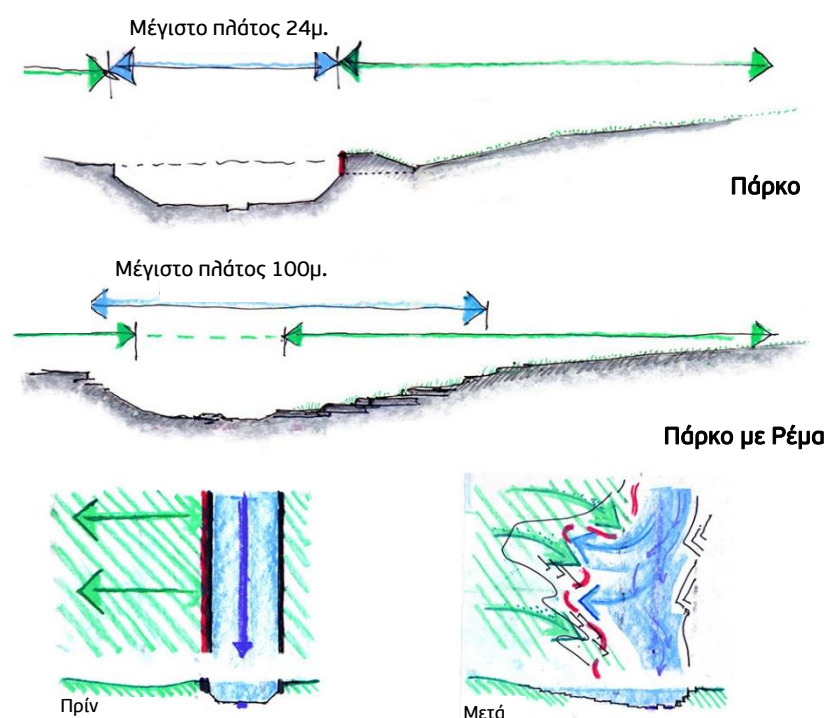 Μέγιστο πλάτος 24μ.
Πάρκο
Μέγιστο πλάτος 100μ.
Πάρκο με Ρέμα
Πρίν
Μετά